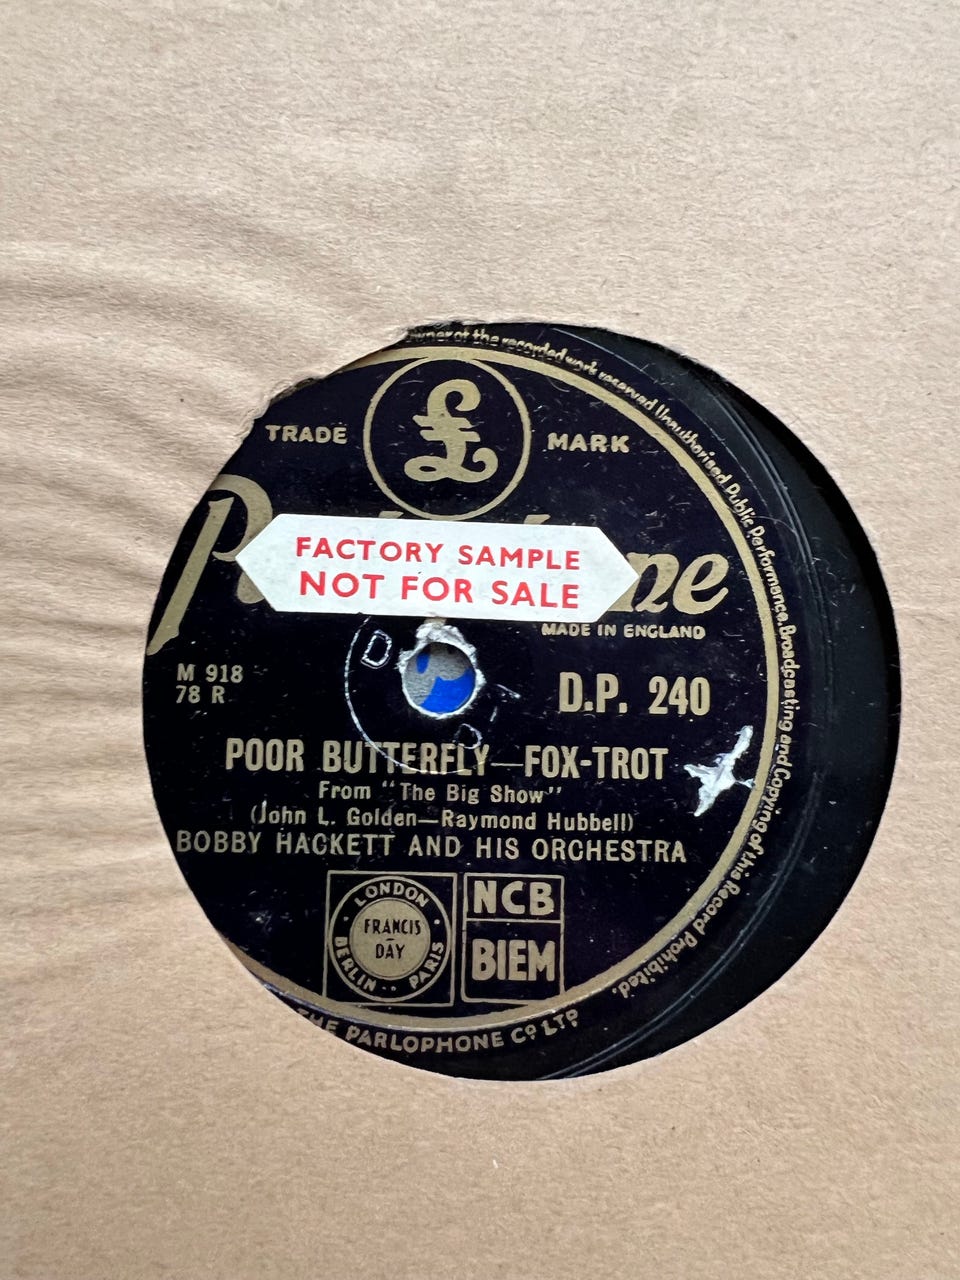 owner of the recorded work reserved Unauthorised Public Performance, Broadcasting and Copying of this Record Prohibited.
£
TRADE MARK
P ne
FACTORY SAMPLE
NOT FOR SALE
MADE IN ENGLAND
D
M 918
78 R
D.P. 240
POOR BUTTERFLY—FOX-TROT
From "The Big Show"
(John L. Golden—Raymond Hubbell)
BOBBY HACKETT AND HIS ORCHESTRA
LONDON
FRANCIS
DAY
BERLIN · PARIS
NCB
BIEM
THE PARLOPHONE CO LTD